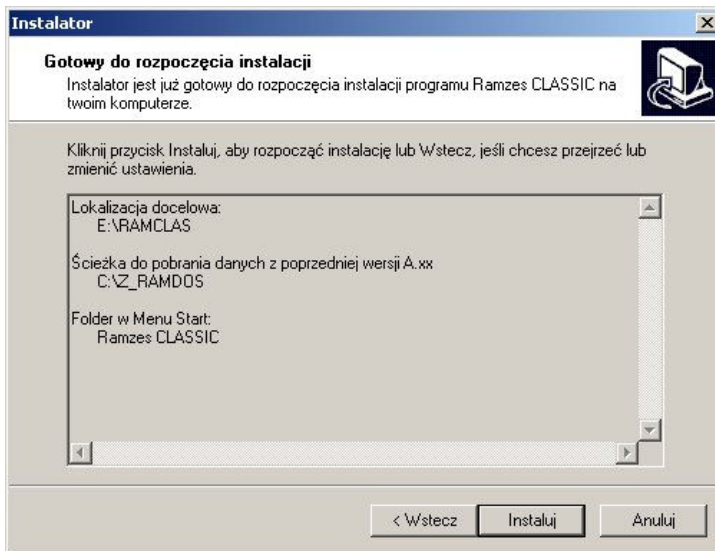 Instalator
Gotowy do rozpoczęcia instalacji
Instalator jest już gotowy do rozpoczęcia instalacji programu Ramzes CLASSIC na
twoim komputerze.
Kliknij przycisk Instaluj, aby rozpocząć instalację lub Wstecz, jeśli chcesz przejrzeć lub
zmienić ustawienia.
Lokalizacja docelowa:
E:\RAMCLAS
Ścieżka do pobrania danych z poprzedniej wersji A.xx
C:\Z_RAMDOS
Folder w Menu Start:
Ramzes CLASSIC
< Wstecz
Instaluj
Anuluj